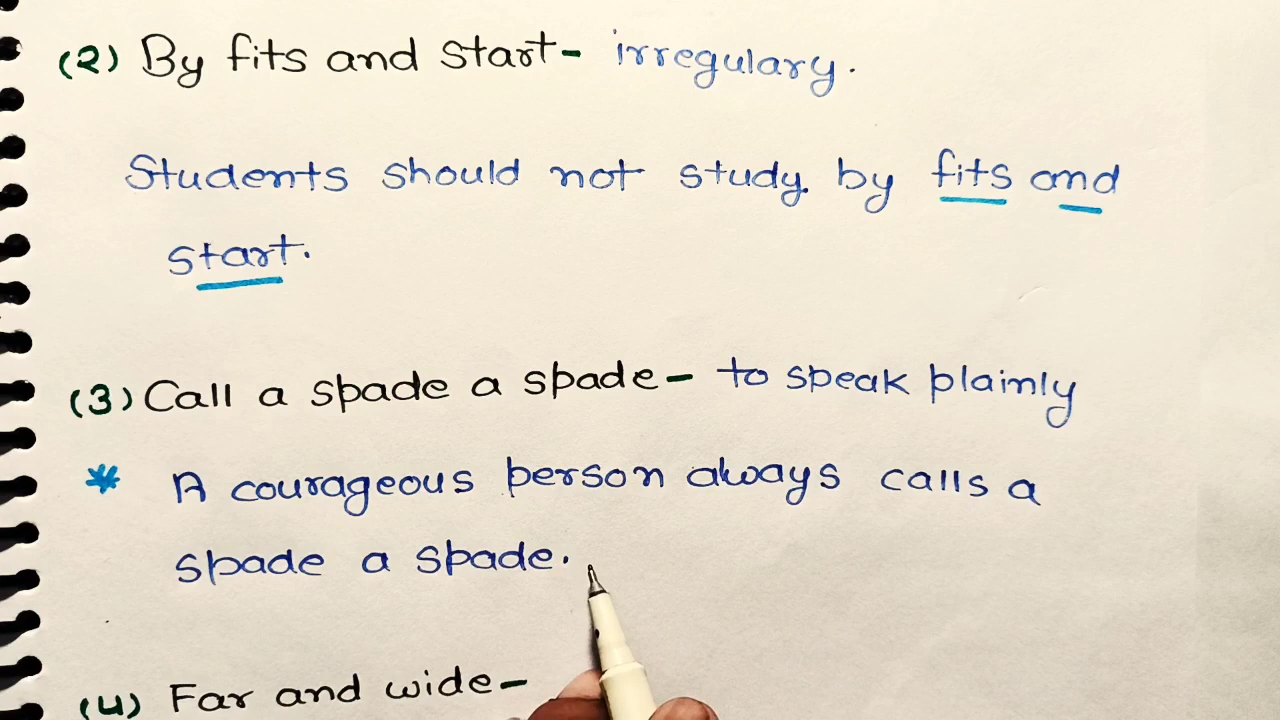 (2) By fits and start- irregulary.
Students should not study by fits and
start.
(3) Call a spade a spade- to speak plainly
* A courageous person always calls a
spade a spade.
(4) Far and wide-